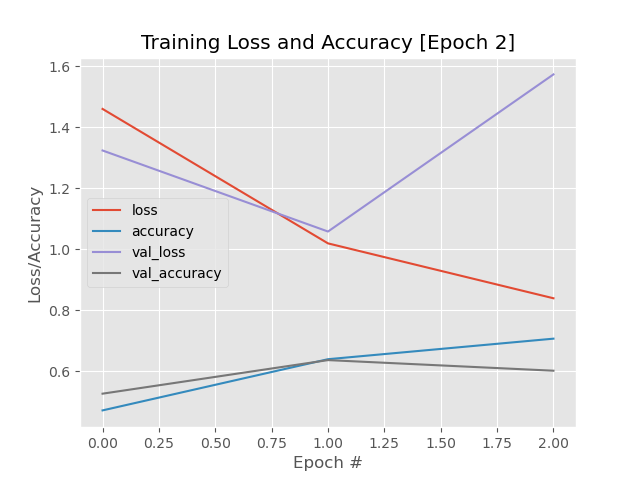 Training Loss and Accuracy [Epoch 2]
Loss/Accuracy
1.6
1.4
1.2
1.0
0.8
0.6
loss
accuracy
val_loss
val_accuracy
0.00 0.25 0.50 0.75 1.00 1.25 1.50 1.75 2.00
Epoch #